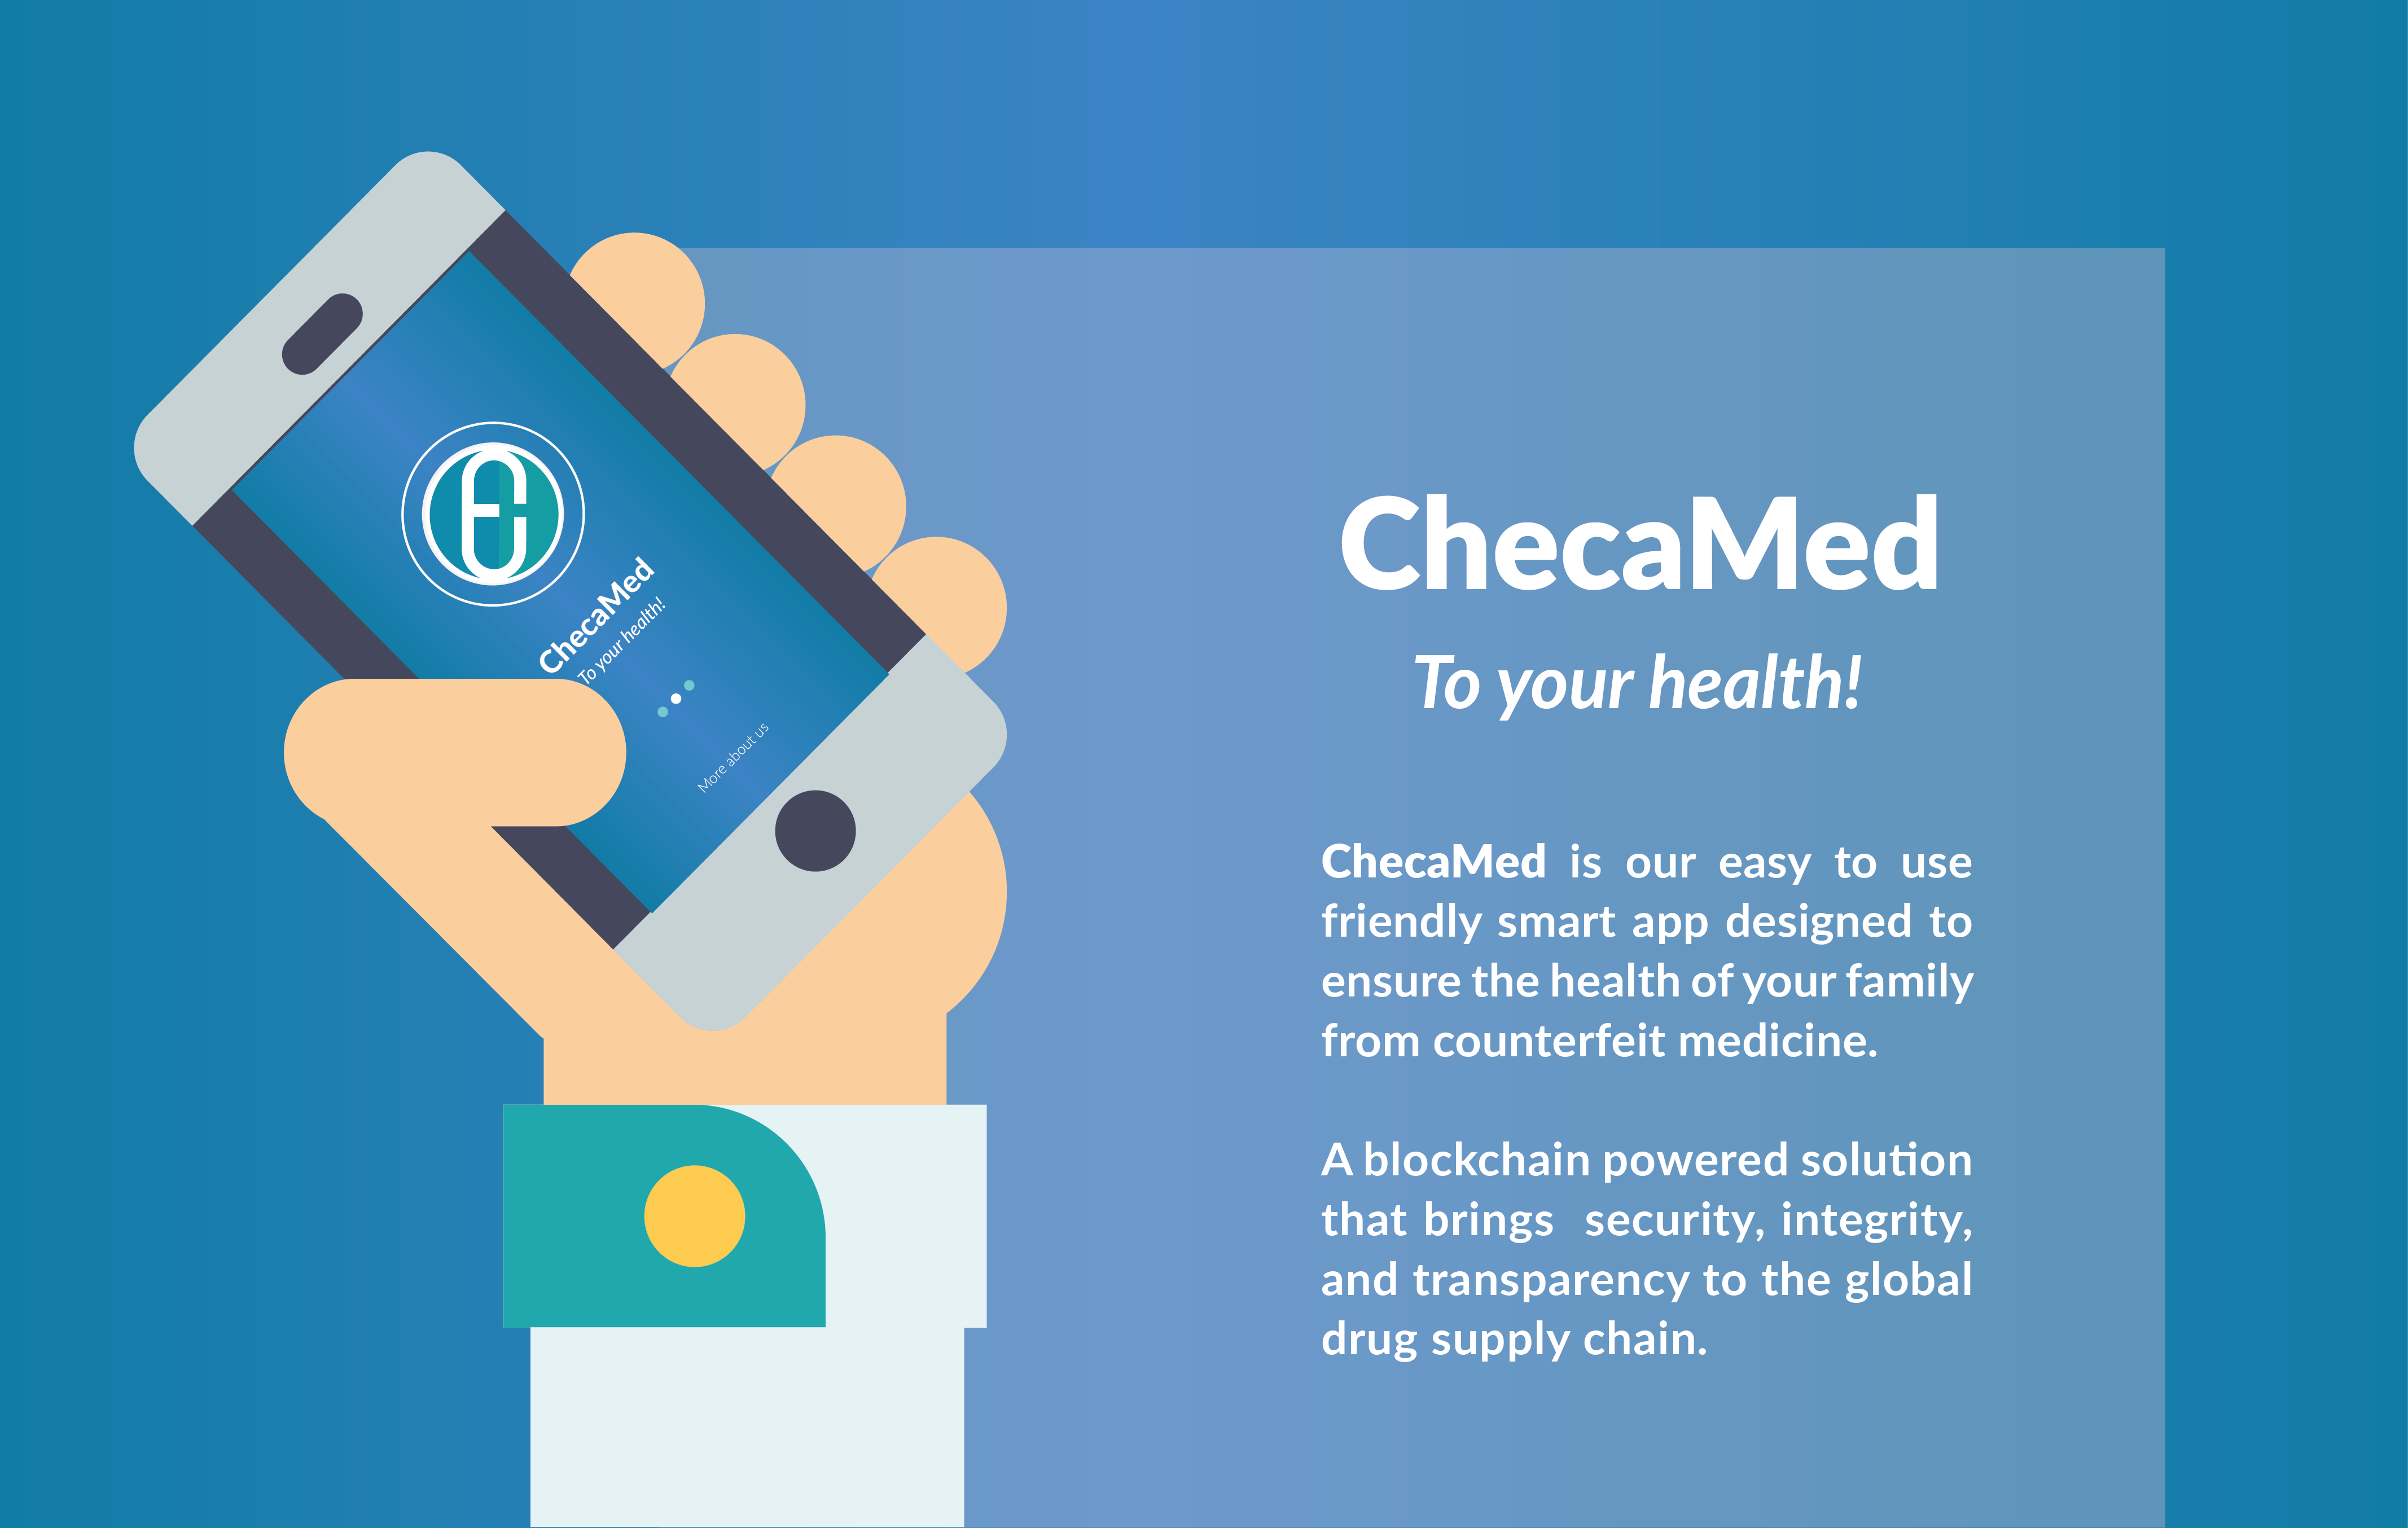 ChecaMed
To your health!
More about us
ChecaMed
To your health!
ChecaMed is our easy to use
friendly smart app designed to
ensure the health of your family
from counterfeit medicine.
A blockchain powered solution
that brings security, integrity,
and transparency to the global
drug supply chain.